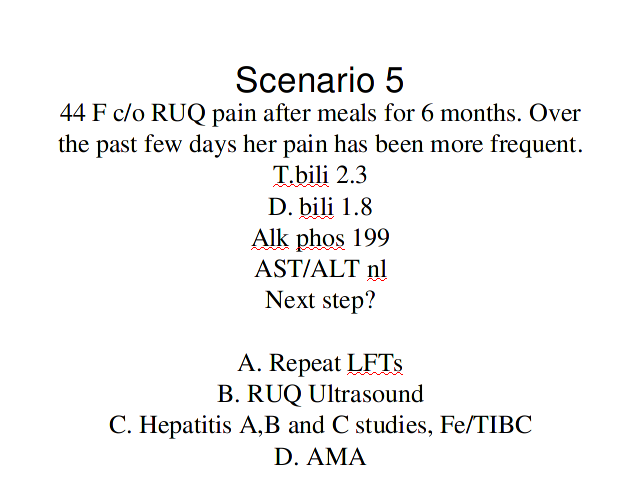 Scenario 5
44 F c/o RUQ pain after meals for 6 months. Over
the past few days her pain has been more frequent.
T.bili 2.3
D. bili 1.8
Alk phos 199
AST/ALT nl
Next step?
A. Repeat LFTs
B. RUQ Ultrasound
C. Hepatitis A,B and C studies, Fe/TIBC
D. AMA